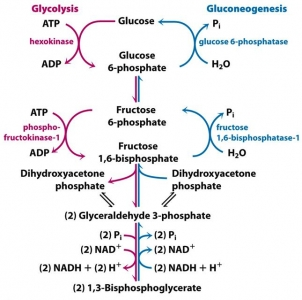 Glycolysis Gluconeogenesis
ATP Glucose Pi
hexokinase glucose 6-phosphatase
ADP Glucose H2O
6-phosphate
ATP Fructose Pi
6-phosphate
phospho- fructose
fructokinase-1 1,6-bisphosphatase-1
ADP Fructose H2O
1,6-bisphosphate
Dihydroxyacetone Dihydroxyacetone
phosphate phosphate
(2) Glyceraldehyde 3-phosphate
(2) Pi (2) Pi
(2) NAD+ (2) NAD+
(2) NADH + (2) H+ (2) NADH + H+
(2) 1,3-Bisphosphoglycerate